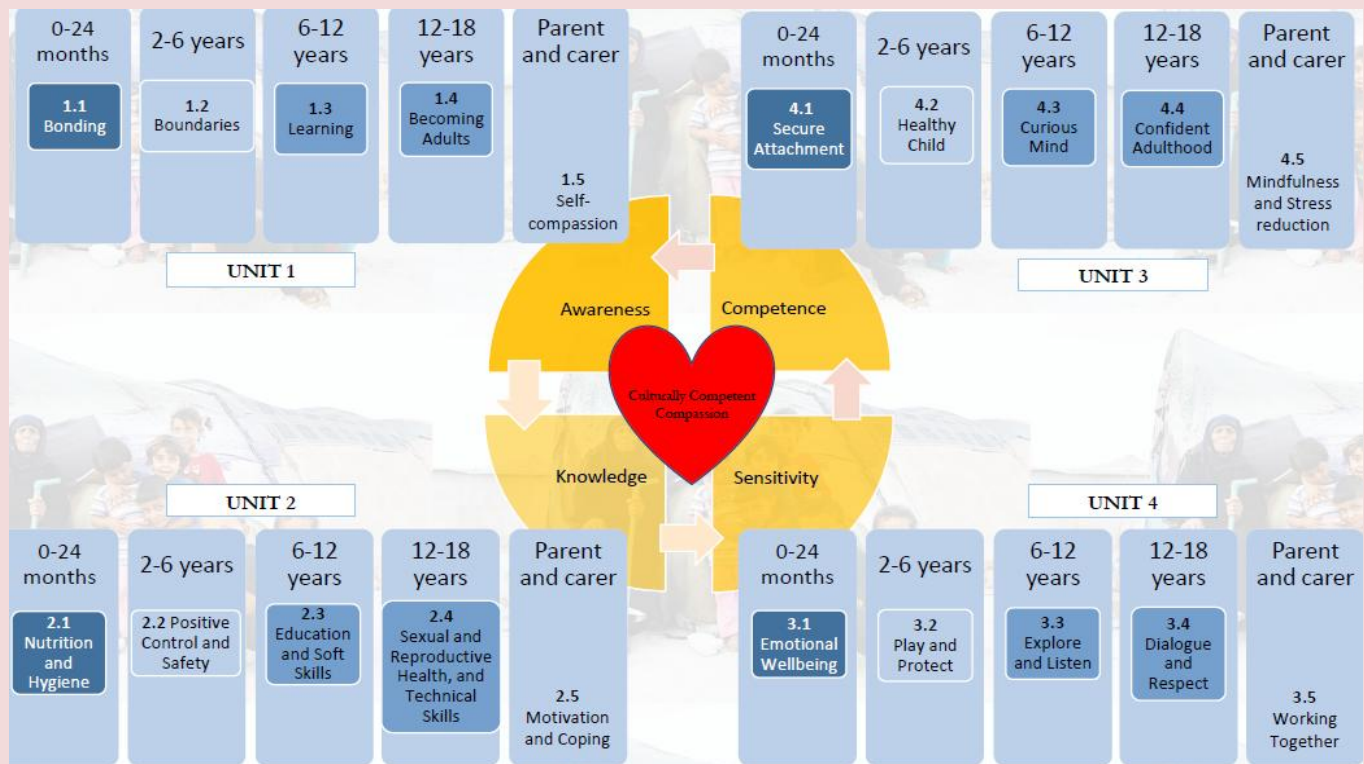 0-24
months
1.1
Bonding
2-6 years
1.2
Boundaries
6-12
years
1.3
Learning
12-18
years
1.4
Becoming
Adults
Parent
and carer
1.5
Self-
compassion
UNIT 1
0-24
months
4.1
Secure
Attachment
2-6 years
4.2
Healthy
Child
6-12
years
4.3
Curious
Mind
12-18
years
4.4
Confident
Adulthood
Parent
and carer
4.5
Mindfulness
and Stress
reduction
UNIT 3
Awareness
Competence
Culturally Competent
Compassion
Knowledge
Sensitivity
UNIT 2
0-24
months
2.1
Nutrition
and
Hygiene
2-6 years
2.2 Positive
Control and
Safety
6-12
years
2.3
Education
and Soft
Skills
12-18
years
2.4
Sexual and
Reproductive
Health, and
Technical
Skills
Parent
and carer
2.5
Motivation
and Coping
UNIT 4
0-24
months
3.1
Emotional
Wellbeing
2-6 years
3.2
Play and
Protect
6-12
years
3.3
Explore
and Listen
12-18
years
3.4
Dialogue
and
Respect
Parent
and carer
3.5
Working
Together